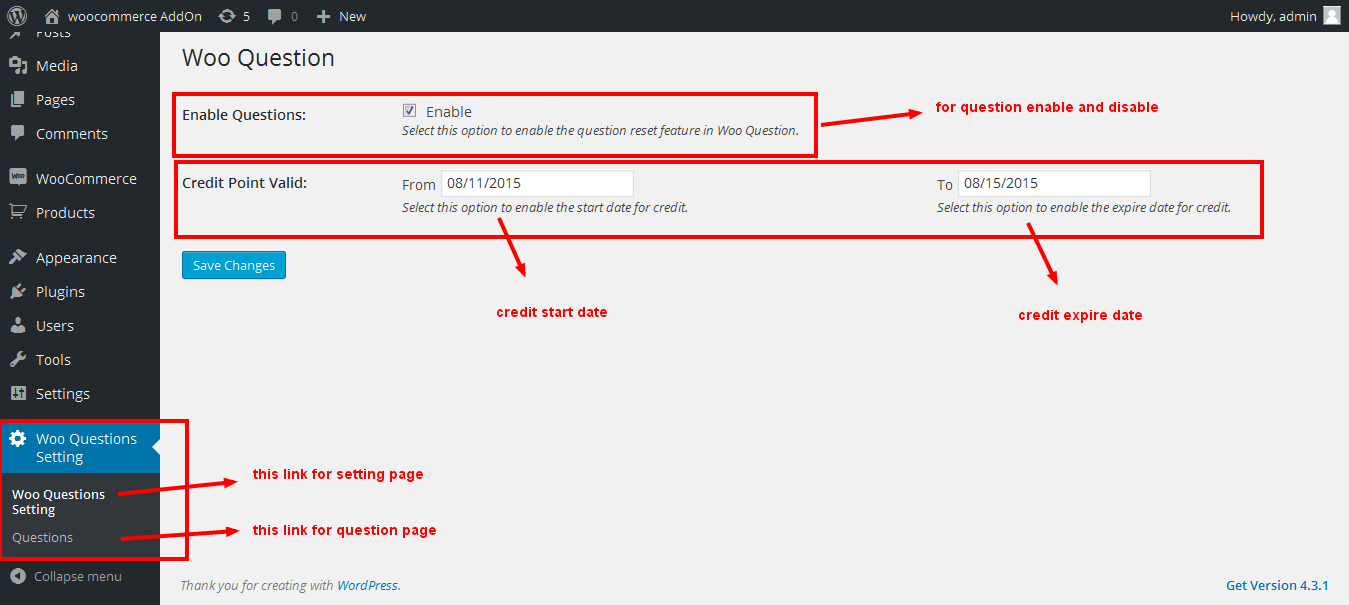 woocommerce AddOn 5 0 New Howdy, admin
Posts
Media
Pages
Comments
WooCommerce
Products
Appearance
Plugins
Users
Tools
Settings
Woo Questions
Setting
Woo Questions
Setting
Questions
Collapse menu
Woo Question
Enable Questions: Enable
Select this option to enable the question reset feature in Woo Question.
for question enable and disable
Credit Point Valid: From 08/11/2015 To 08/15/2015
Select this option to enable the start date for credit. Select this option to enable the expire date for credit.
Save Changes
credit start date
credit expire date
this link for setting page
this link for question page
Thank you for creating with WordPress. Get Version 4.3.1